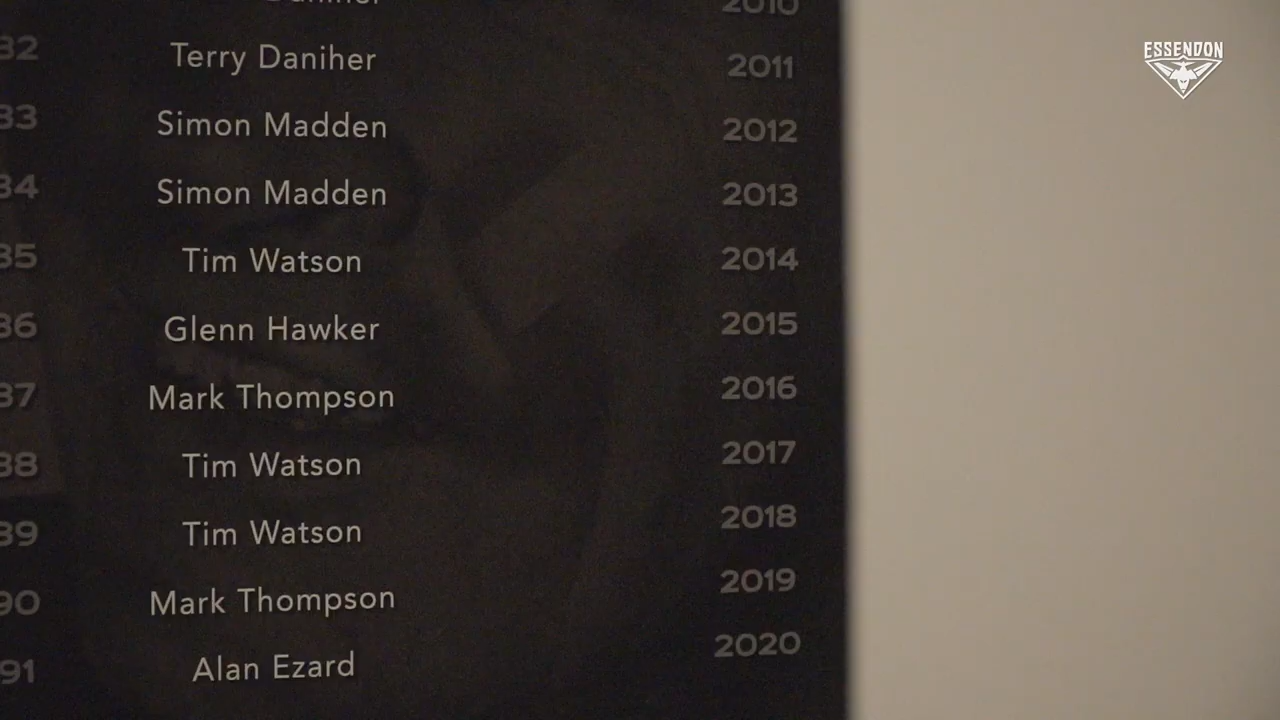 2010
32 Terry Daniher 2011
33 Simon Madden 2012
34 Simon Madden 2013
35 Tim Watson 2014
36 Glenn Hawker 2015
37 Mark Thompson 2016
38 Tim Watson 2017
39 Tim Watson 2018
90 Mark Thompson 2019
91 Alan Ezard 2020
ESSENDON